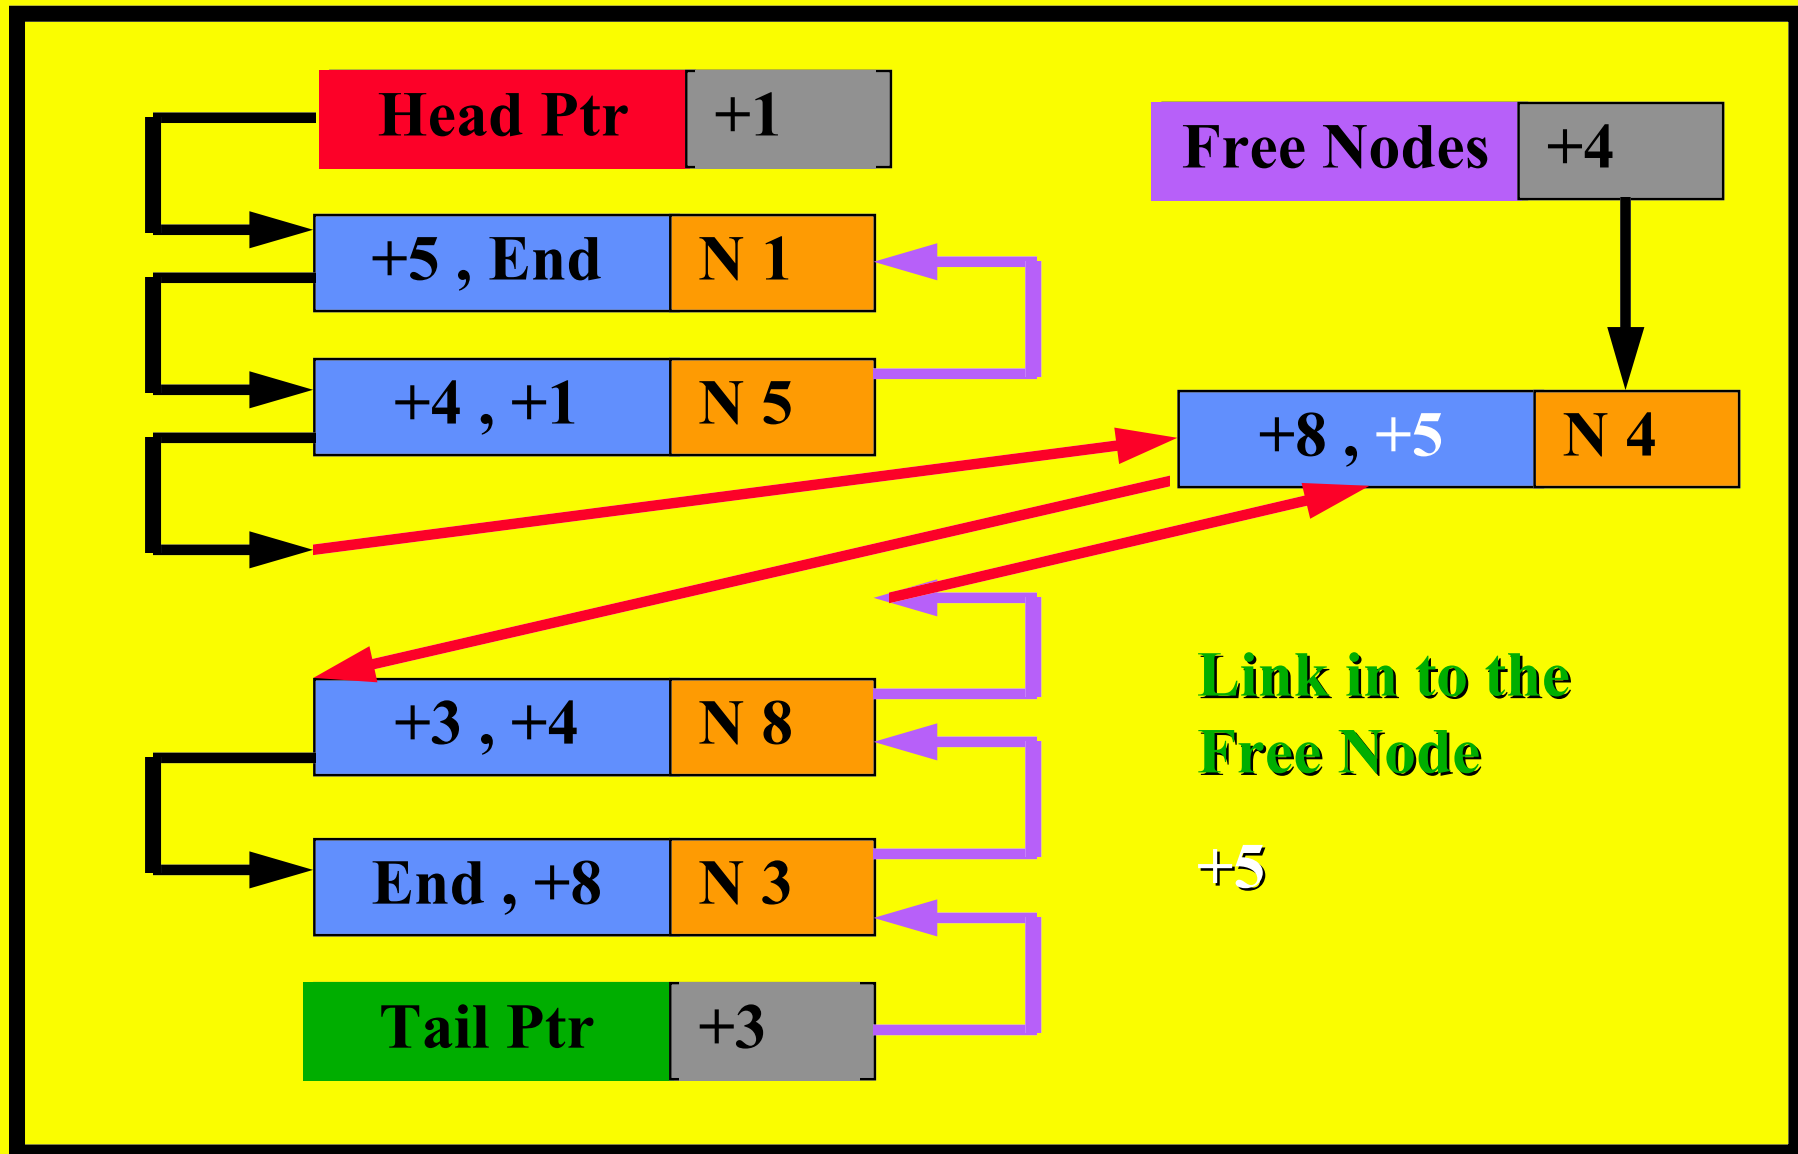 Head Ptr +1
Free Nodes +4
+5 , End N 1
+4 , +1 N 5
+8 , +5 N 4
+3 , +4 N 8
Link in to the
Free Node
+5
End , +8 N 3
Tail Ptr +3